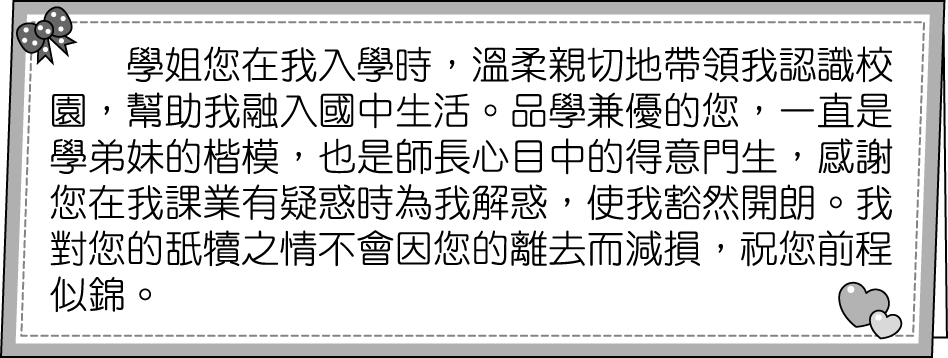 學姐您在我入學時，溫柔親切地帶領我認識校
園，幫助我融入國中生活。品學兼優的您，一直是
學弟妹的楷模，也是師長心目中的得意門生，感謝
您在我課業有疑惑時為我解惑，使我豁然開朗。我
對您的舐犢之情不會因您的離去而減損，祝您前程
似錦。